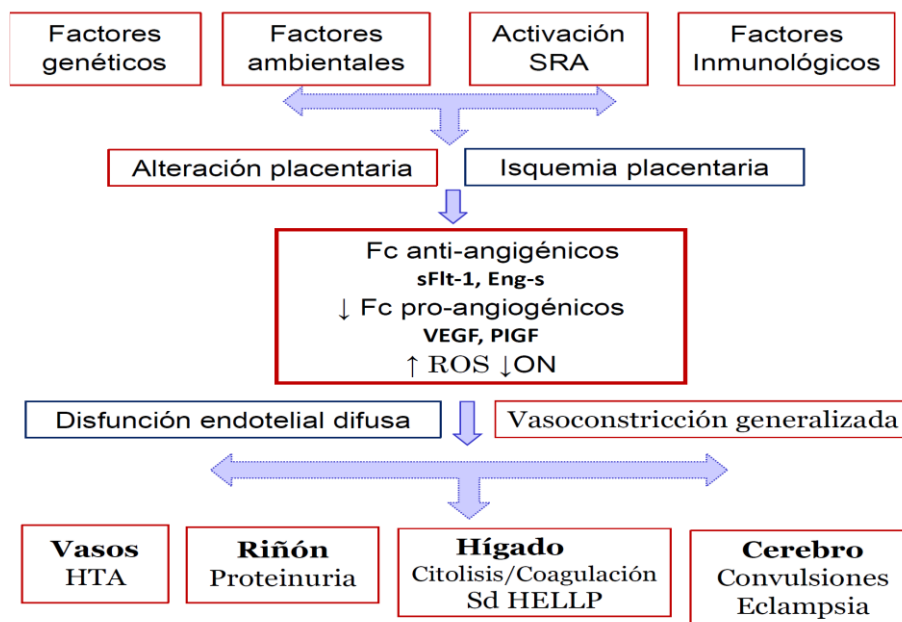 Factores
genéticos
Factores
ambientales
Activación
SRA
Factores
Inmunológicos
Alteración placentaria
Isquemia placentaria
Fc anti-angigénicos
sFlt-1, Eng-s
↓ Fc pro-angiogénicos
VEGF, PIGF
↑ ROS ↓ON
Disfunción endotelial difusa
Vasoconstricción generalizada
Vasos
HTA
Riñón
Proteinuria
Hígado
Citolisis/Coagulación
Sd HELLP
Cerebro
Convulsiones
Eclampsia